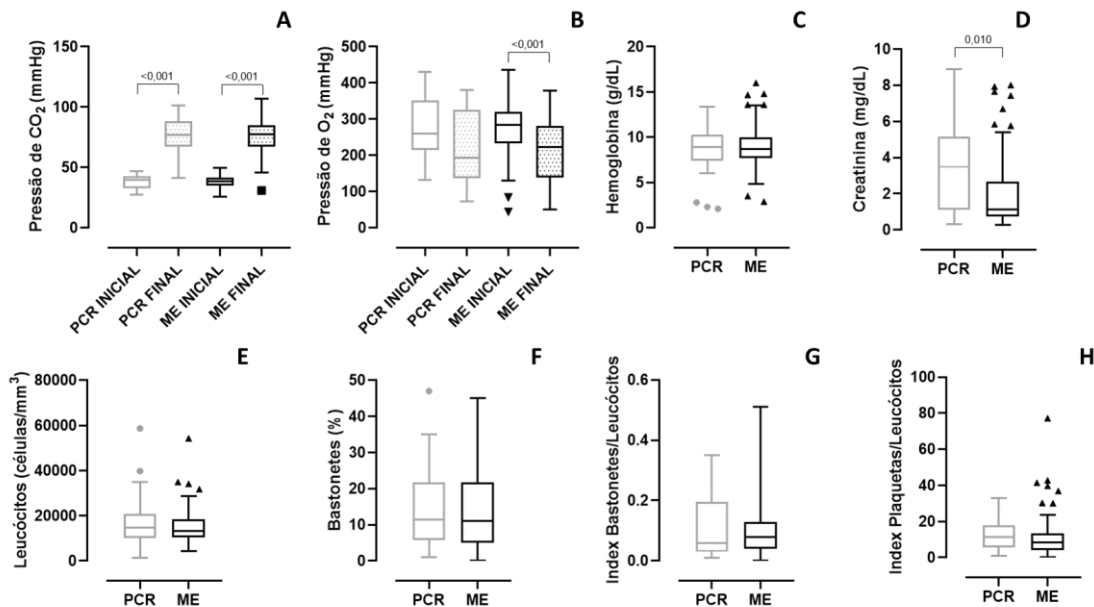 A
Pressão de CO2 (mmHg)
150
100
50
0
<0,001
<0,001
PCR INICIAL
PCR FINAL
ME INICIAL
ME FINAL
B
Pressão de O2 (mmHg)
500
400
300
200
100
0
<0,001
PCR INICIAL
PCR FINAL
ME INICIAL
ME FINAL
C
Hemoglobina (g/dL)
20
15
10
5
0
PCR
ME
D
Creatinina (mg/dL)
10
8
6
4
2
0
0,010
PCR
ME
E
Leucócitos (células/mm³)
80000
60000
40000
20000
0
PCR
ME
F
Bastonetes (%)
50
40
30
20
10
0
PCR
ME
G
Index Bastonetes/Leucócitos
0.6
0.4
0.2
0.0
PCR
ME
H
Index Plaquetas/Leucócitos
100
80
60
40
20
0
PCR
ME